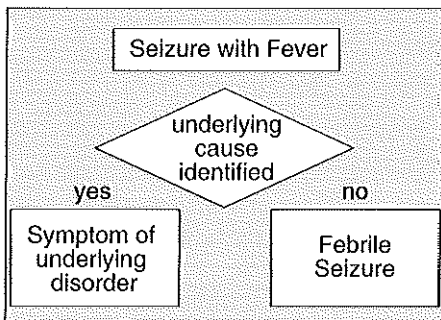 Seizure with Fever
underlying
cause
identified
yes
no
Symptom of
underlying
disorder
Febrile
Seizure